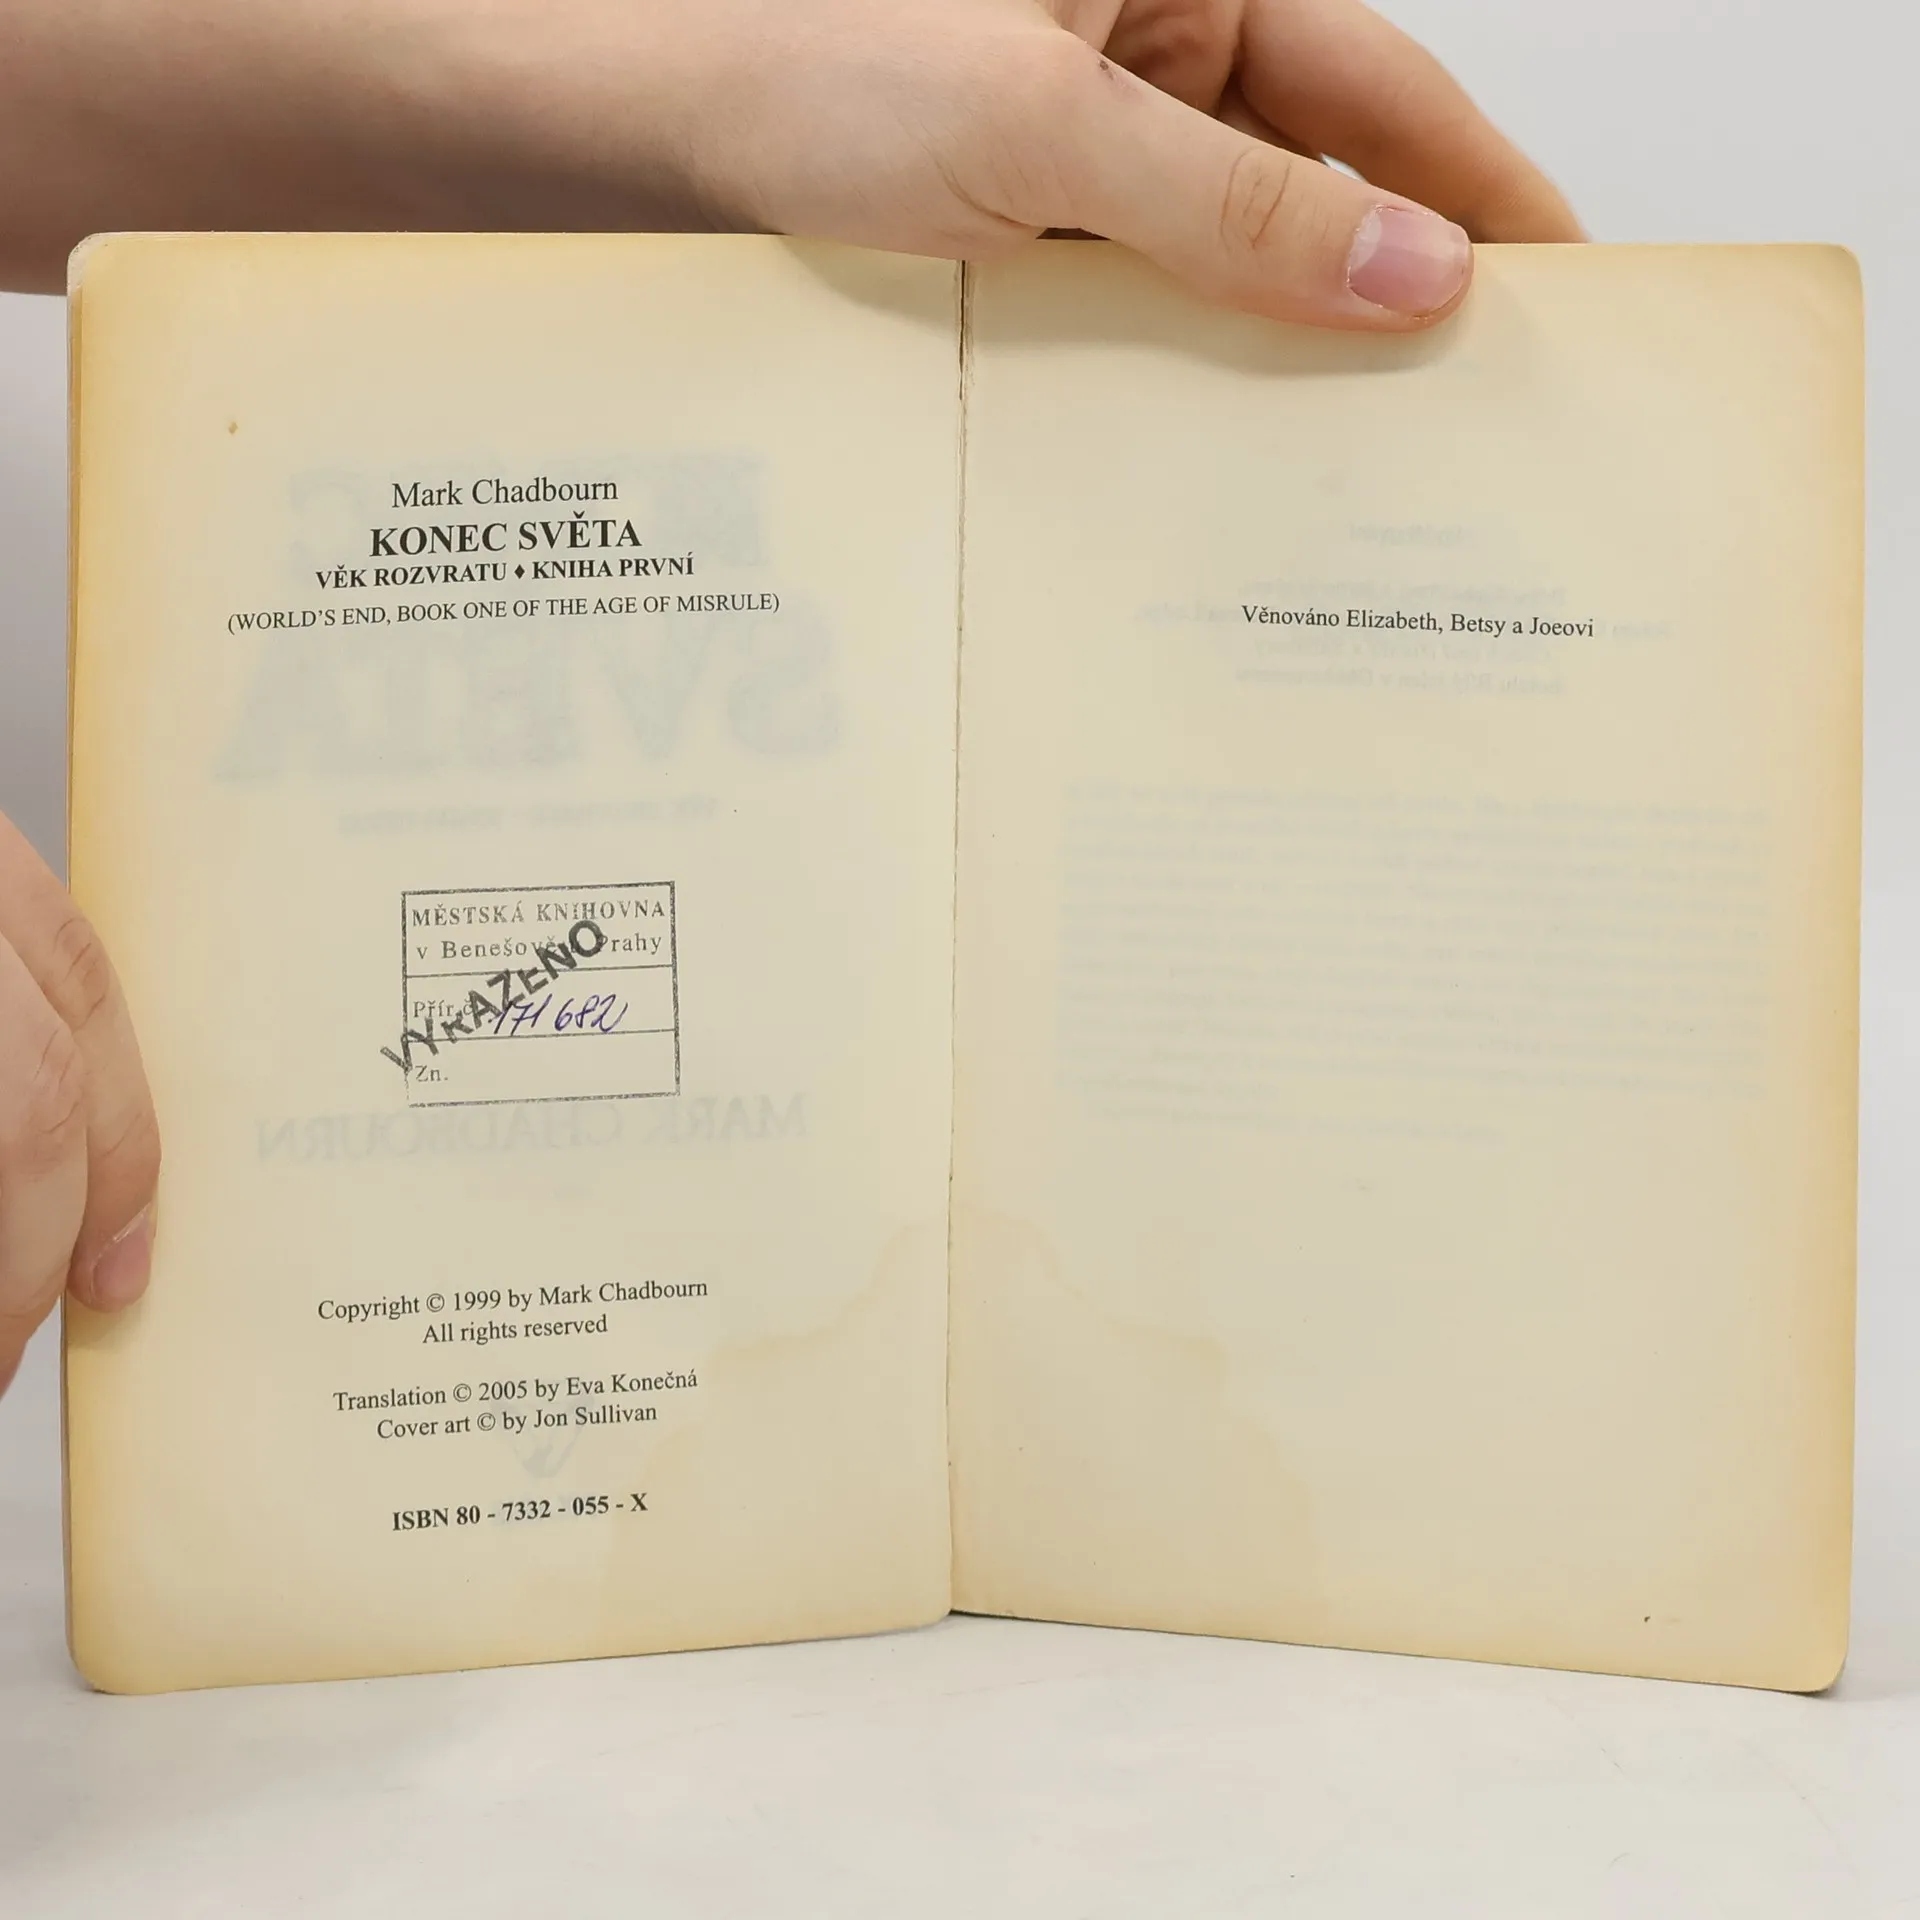 Mark Chadbourn
KONEC SVĚTA
VĚK ROZVRATU ♦ KNIHA PRVNÍ
(WORLD'S END, BOOK ONE OF THE AGE OF MISRULE)
MĚSTSKÁ KNIHOVNA
v Benešově u Prahy
VYŘAZENO
Přír.č. 171 682
Zn.
MARK CHADBOURN
Copyright © 1999 by Mark Chadbourn
All rights reserved
Translation © 2005 by Eva Konečná
Cover art © by Jon Sullivan
ISBN 80 - 7332 - 055 - X
Věnováno Elizabeth, Betsy a Joeovi